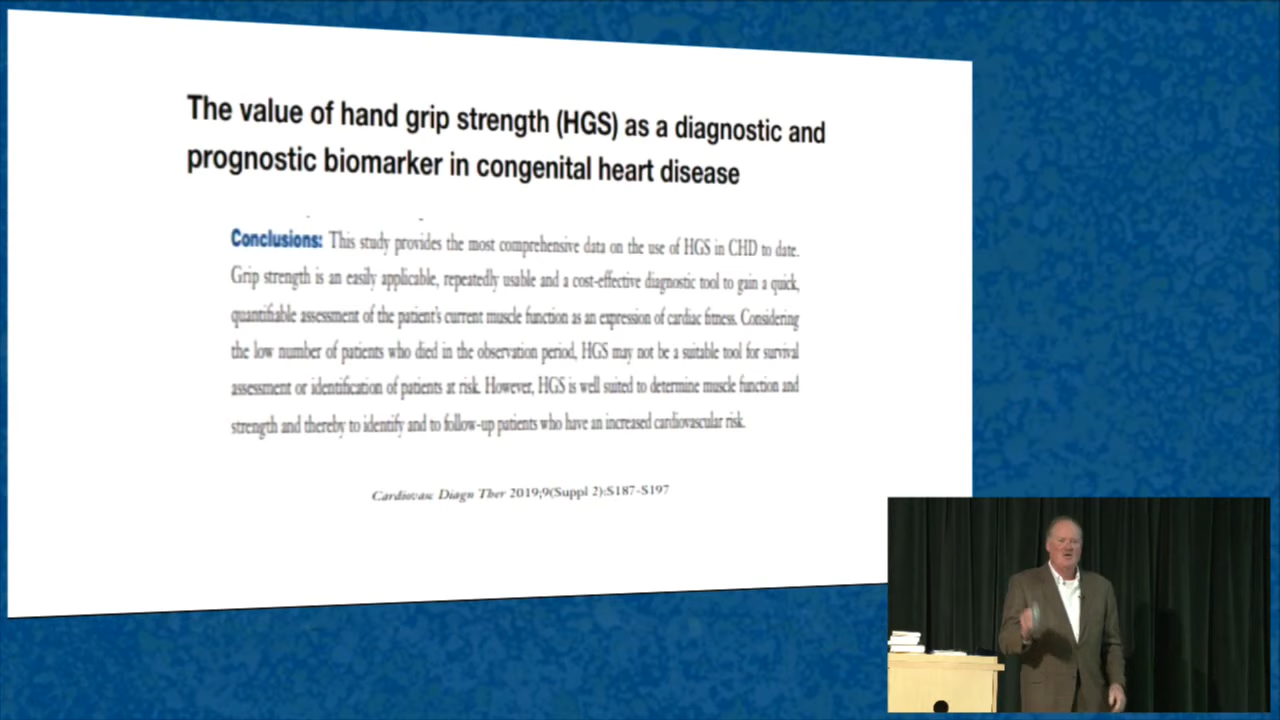 The value of hand grip strength (HGS) as a diagnostic and
prognostic biomarker in congenital heart disease
Conclusions: This study provides the most comprehensive data on the use of HGS in CHD to date.
Grip strength is an easily applicable, repeatedly usable and a cost-effective diagnostic tool to gain a quick,
quantifiable assessment of the patient's current muscle function as an expression of cardiac fitness. Considering
the low number of patients who died in the observation period, HGS may not be a suitable tool for survival
assessment or identification of patients at risk. However, HGS is well suited to determine muscle function and
strength and thereby to identify and to follow-up patients who have an increased cardiovascular risk.
Cardiovasc Diagn Ther 2019;9(Suppl 2):S187-S197